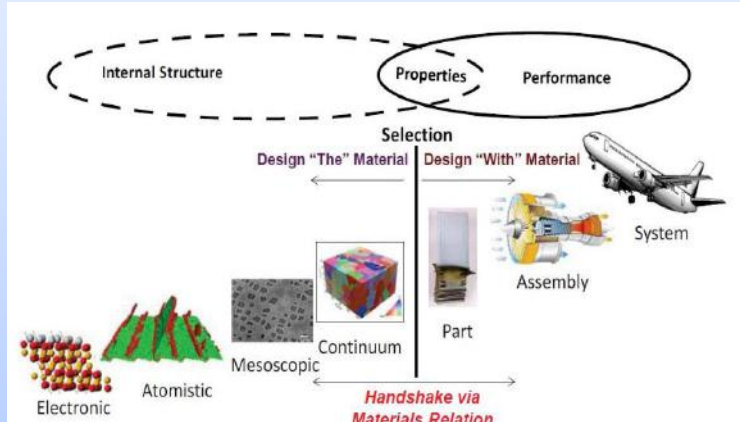 Internal Structure
Properties
Performance
Selection
Design "The" Material
Design "With" Material
System
Assembly
Part
Continuum
Mesoscopic
Atomistic
Electronic
Handshake via
Materials Relation